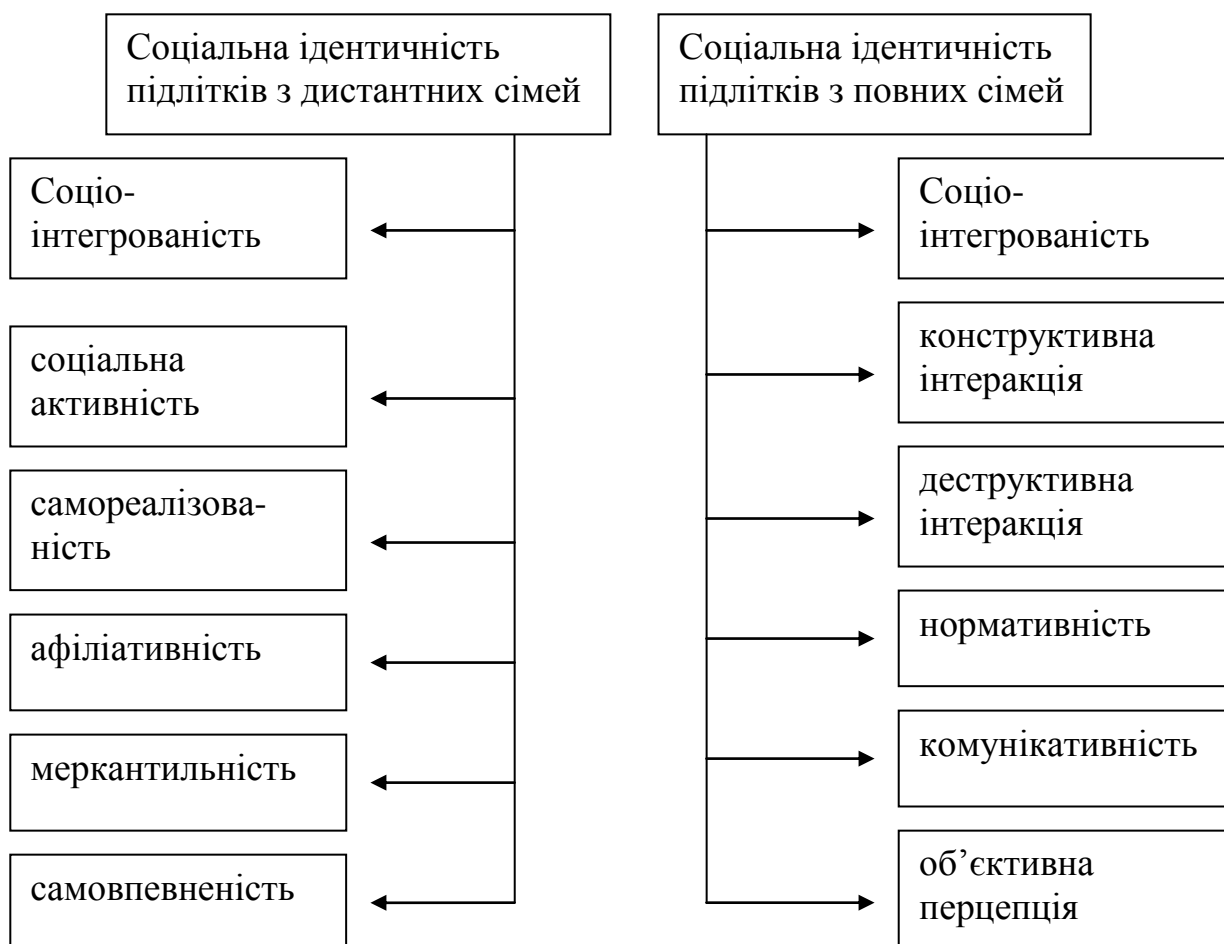 Соціальна ідентичність
підлітків з дистантних сімей
Соціальна ідентичність
підлітків з повних сімей
Соціо-
інтегрованість
соціальна
активність
самореалізова-
ність
афіліативність
меркантильність
самовпевненість
Соціо-
інтегрованість
конструктивна
інтеракція
деструктивна
інтеракція
нормативність
комунікативність
об’єктивна
перцепція